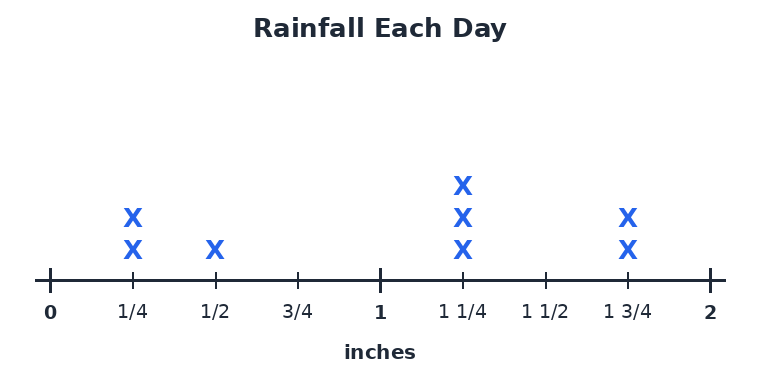 Rainfall Each Day
X
X X
X X X X
0 1/4 1/2 3/4 1 1 1/4 1 1/2 1 3/4 2
inches